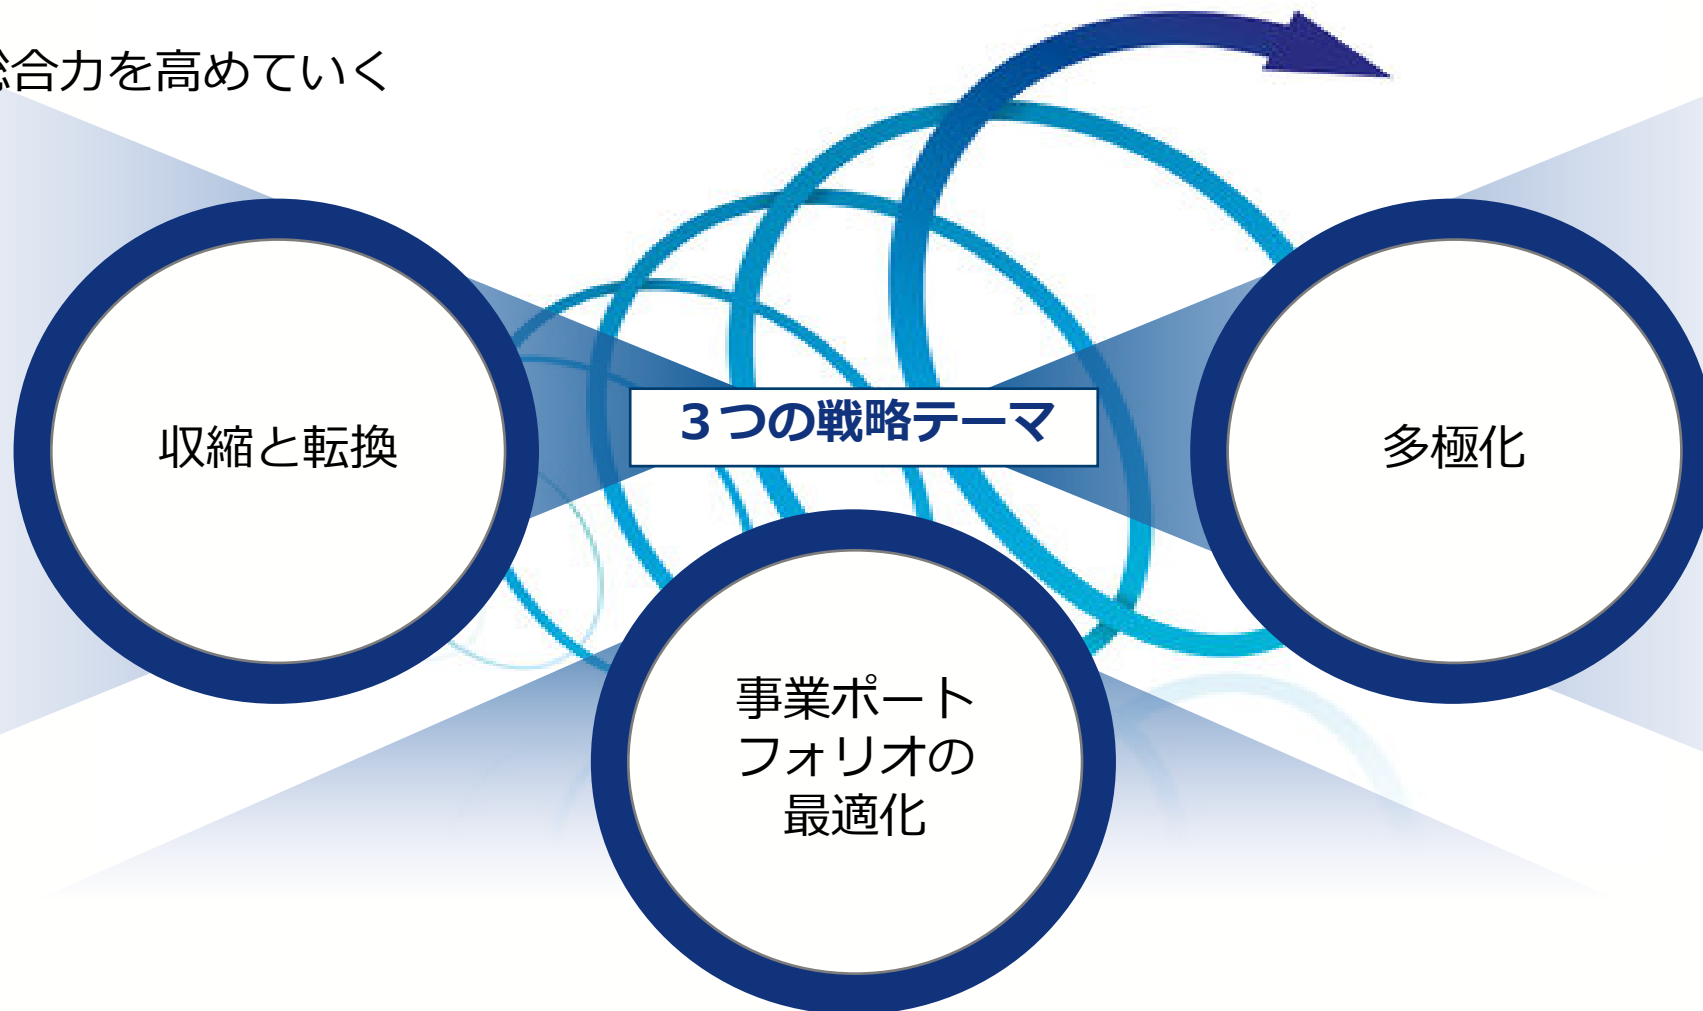 総合力を高めていく
３つの戦略テーマ
収縮と転換
多極化
事業ポート
フォリオの
最適化